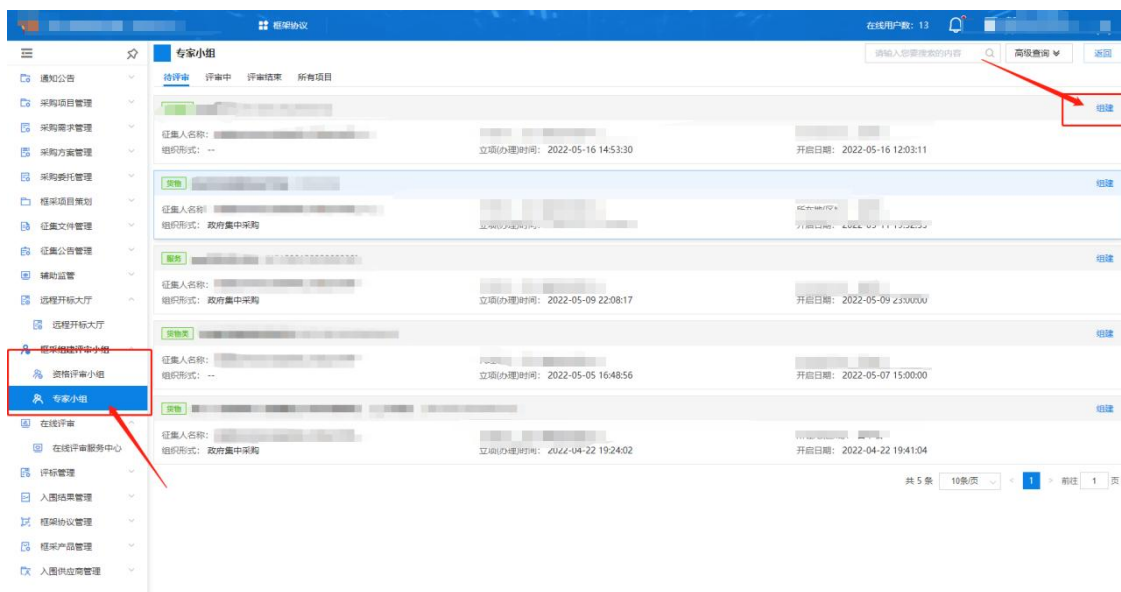 框架协议
在线用户数: 13
专家小组
请输入您要搜索的内容
高级查询
返回
待评审 评审中 评审结束 所有项目
通知公告
采购项目管理
采购需求管理
采购方案管理
采购委托管理
框采项目策划
征集文件管理
征集公告管理
辅助监管
远程开标大厅
远程开标大厅
框采组建评审小组
资格评审小组
专家小组
在线评审
在线评审服务中心
评标管理
入围结果管理
框架协议管理
框采产品管理
入围供应商管理
组建
征集人名称:
组织形式: -- 立项(办理)时间: 2022-05-16 14:53:30 开启日期: 2022-05-16 12:03:11
货物 组建
征集人名称:
组织形式: 政府集中采购
服务 组建
征集人名称:
组织形式: 政府集中采购 立项(办理)时间: 2022-05-09 22:08:17 开启日期: 2022-05-09 23:00:00
货物类 组建
征集人名称:
组织形式: -- 立项(办理)时间: 2022-05-05 16:48:56 开启日期: 2022-05-07 15:00:00
货物 组建
征集人名称:
组织形式: 政府集中采购 立项(办理)时间: 2022-04-22 19:24:02 开启日期: 2022-04-22 19:41:04
共 5 条 10条/页 < 1 > 前往 1 页